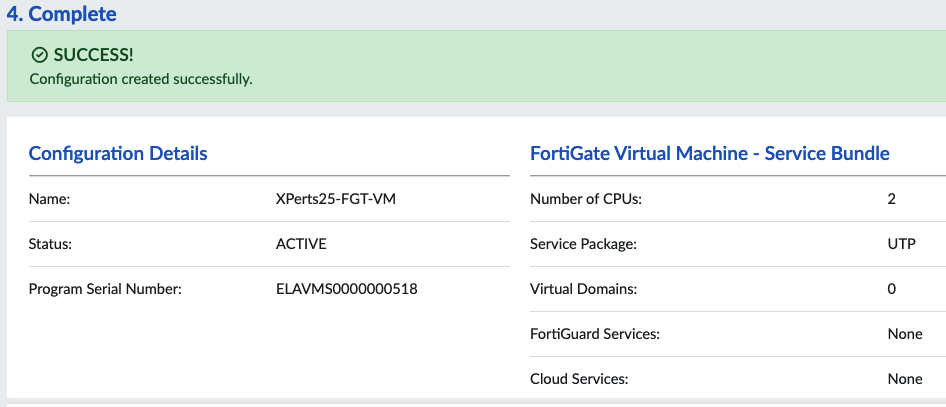 4. Complete
SUCCESS!
Configuration created successfully.
Configuration Details
Name: XPerts25-FGT-VM
Status: ACTIVE
Program Serial Number: ELAVMS0000000518
FortiGate Virtual Machine - Service Bundle
Number of CPUs: 2
Service Package: UTP
Virtual Domains: 0
FortiGuard Services: None
Cloud Services: None